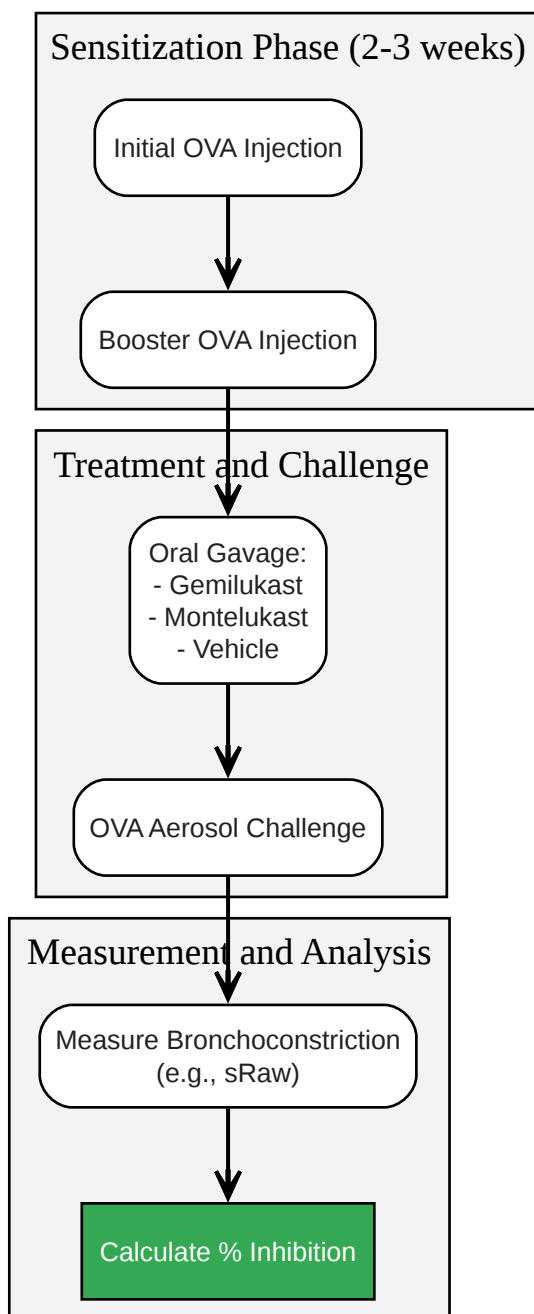 Sensitization Phase (2-3 weeks)
Initial OVA Injection
Booster OVA Injection
Treatment and Challenge
Oral Gavage:
- Gemilukast
- Montelukast
- Vehicle
OVA Aerosol Challenge
Measurement and Analysis
Measure Bronchoconstriction
(e.g., sRaw)
Calculate % Inhibition